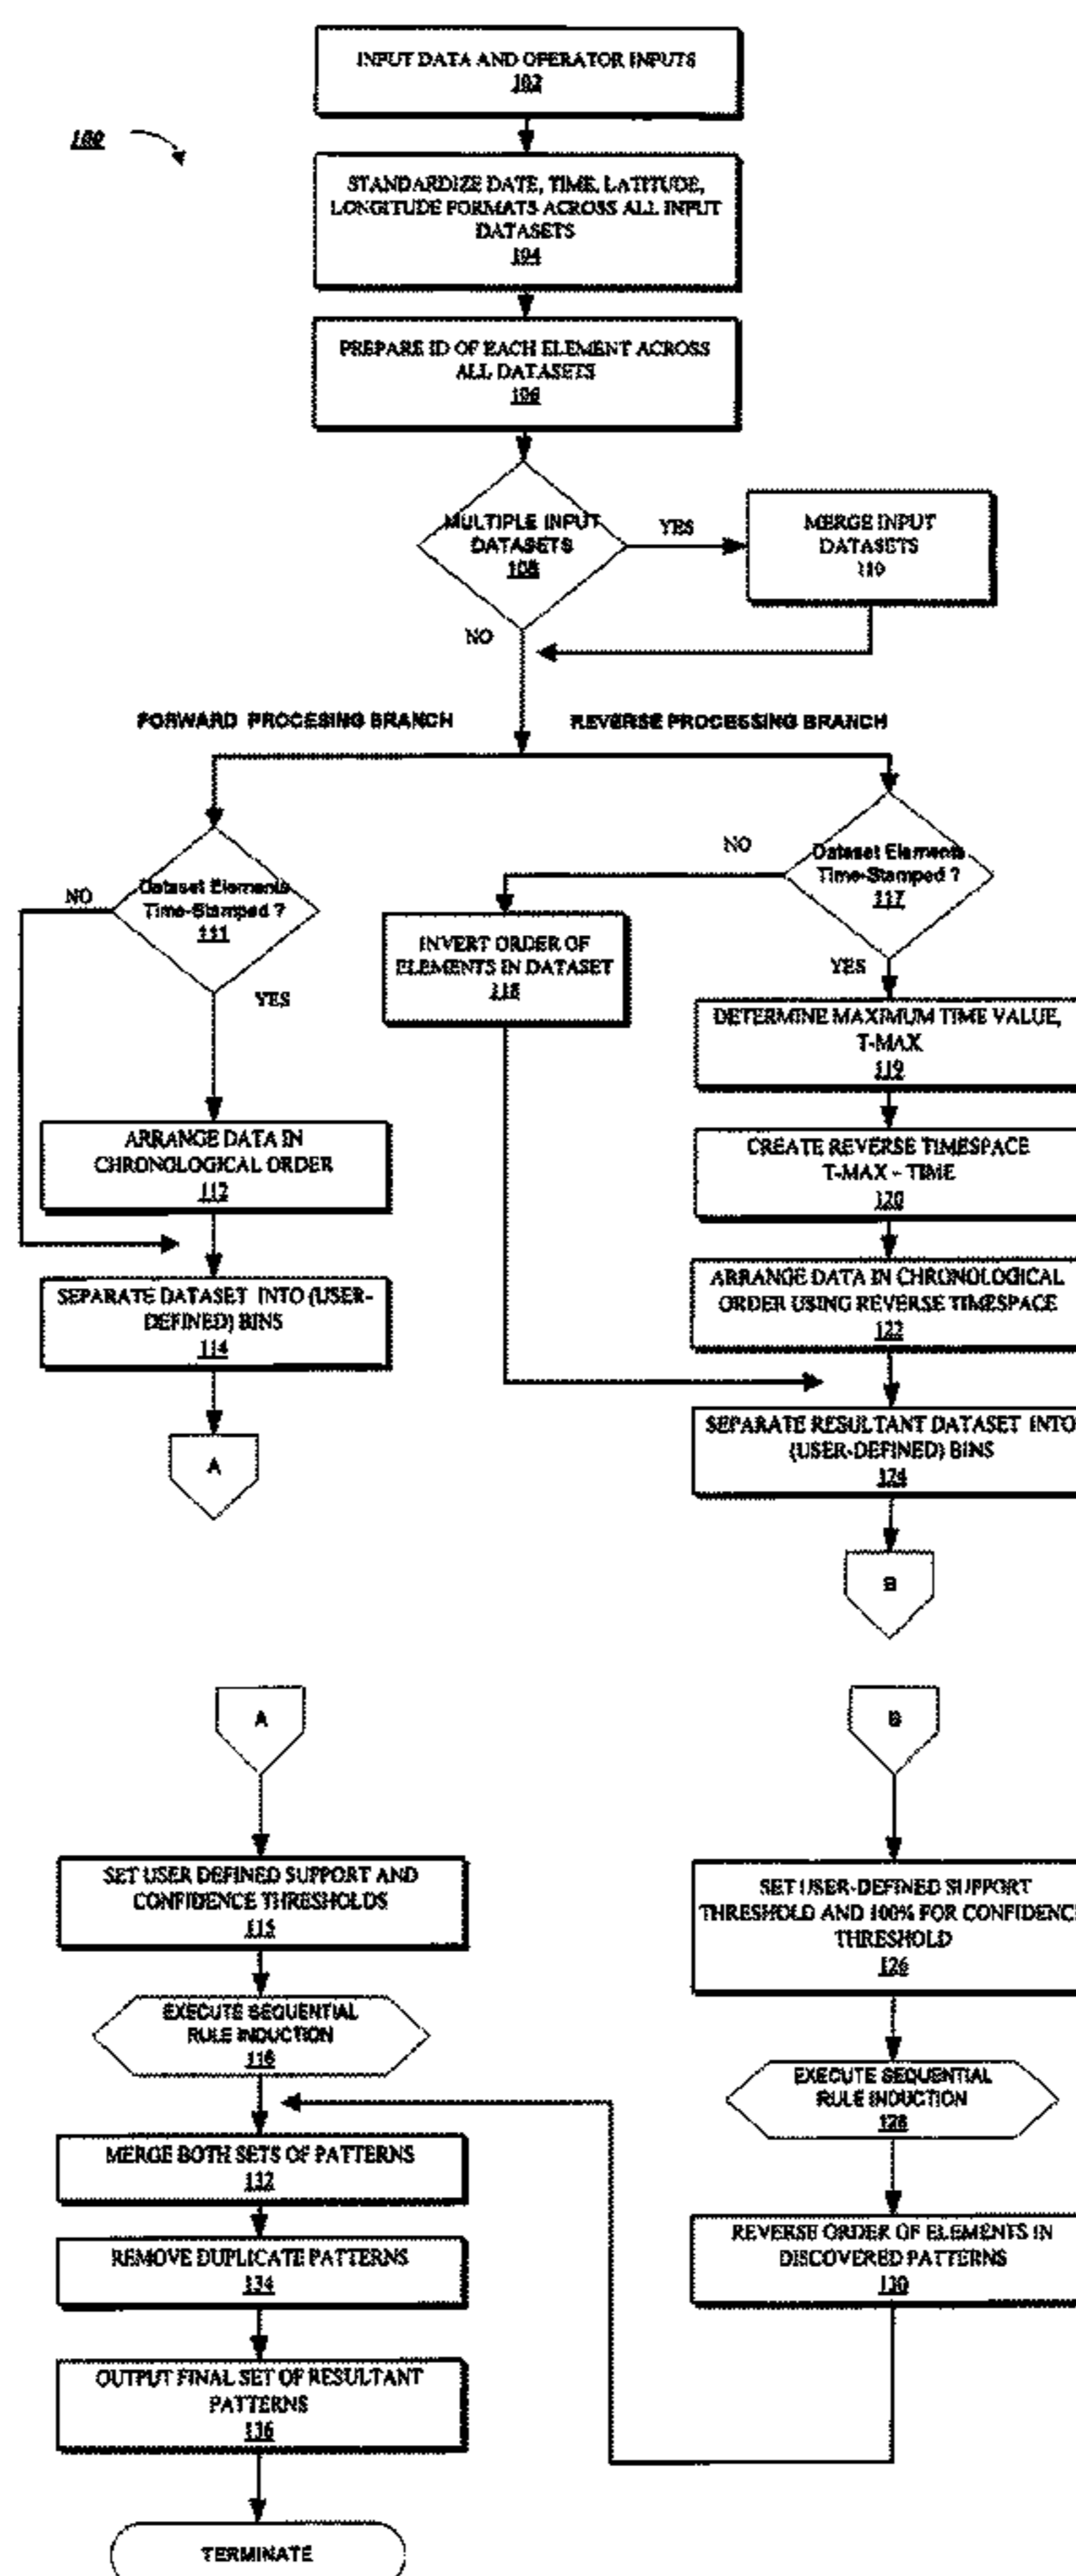 INPUT DATA AND OPERATOR INPUTS
102
100
STANDARDIZE DATE, TIME, LATITUDE,
LONGITUDE FORMATS ACROSS ALL INPUT
DATASETS
104
PREPARE ID OF EACH ELEMENT ACROSS
ALL DATASETS
106
MULTIPLE INPUT
DATASETS
108
YES
MERGE INPUT
DATASETS
110
NO
FORWARD PROCESING BRANCH
REVERSE PROCESSING BRANCH
Dataset Elements
Time-Stamped ?
111
NO
YES
Dataset Elements
Time-Stamped ?
117
NO
YES
INVERT ORDER OF
ELEMENTS IN DATASET
118
DETERMINE MAXIMUM TIME VALUE,
T-MAX
119
ARRANGE DATA IN
CHRONOLOGICAL ORDER
112
CREATE REVERSE TIMESPACE
T-MAX - TIME
120
SEPARATE DATASET INTO (USER-
DEFINED) BINS
114
ARRANGE DATA IN CHRONOLOGICAL
ORDER USING REVERSE TIMESPACE
122
SEPARATE RESULTANT DATASET INTO
(USER-DEFINED) BINS
124
A
B
A
B
SET USER DEFINED SUPPORT AND
CONFIDENCE THRESHOLDS
115
SET USER-DEFINED SUPPORT
THRESHOLD AND 100% FOR CONFIDENCE
THRESHOLD
126
EXECUTE SEQUENTIAL
RULE INDUCTION
116
EXECUTE SEQUENTIAL
RULE INDUCTION
128
MERGE BOTH SETS OF PATTERNS
132
REVERSE ORDER OF ELEMENTS IN
DISCOVERED PATTERNS
130
REMOVE DUPLICATE PATTERNS
134
OUTPUT FINAL SET OF RESULTANT
PATTERNS
136
TERMINATE